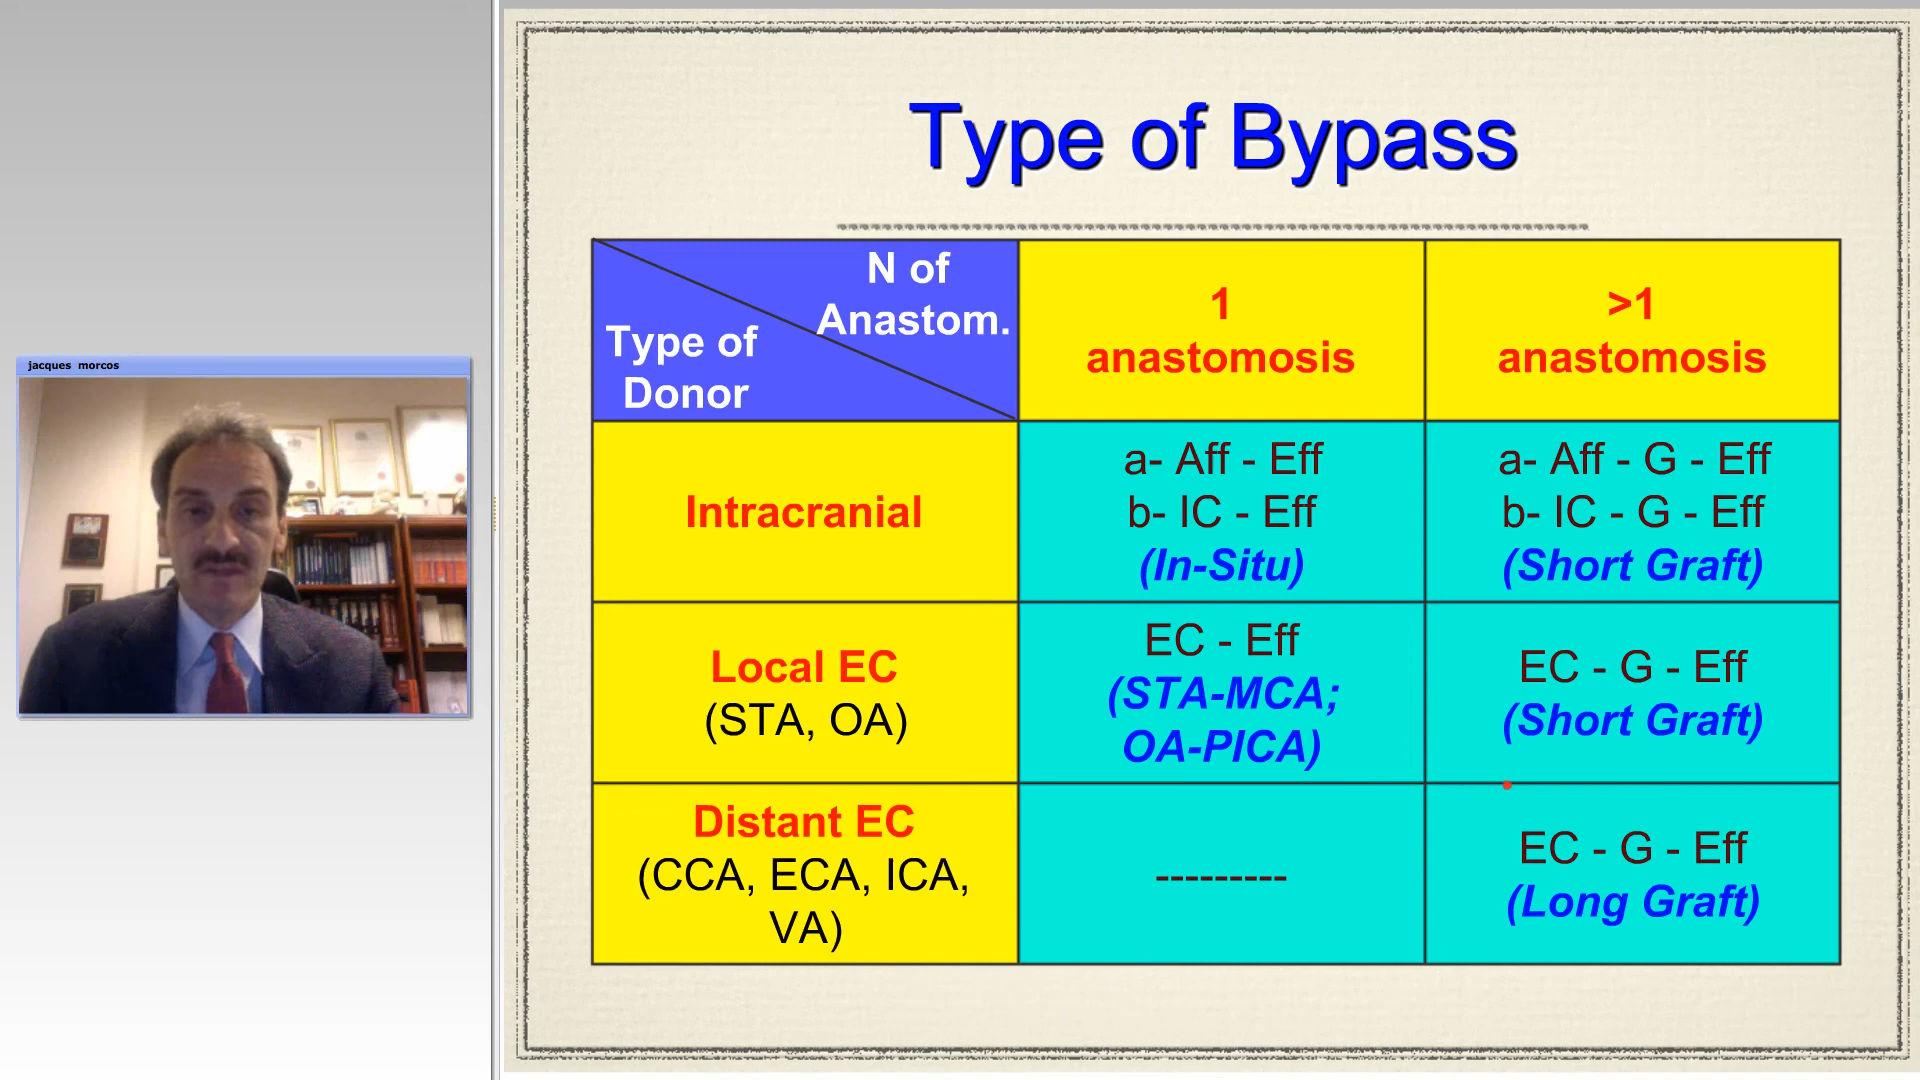 jacques morcos
Type of Bypass
N of
Anastom.
Type of
Donor
1
anastomosis
>1
anastomosis
Intracranial
a- Aff - Eff
b- IC - Eff
(In-Situ)
a- Aff - G - Eff
b- IC - G - Eff
(Short Graft)
Local EC
(STA, OA)
EC - Eff
(STA-MCA;
OA-PICA)
EC - G - Eff
(Short Graft)
Distant EC
(CCA, ECA, ICA,
VA)
---------
EC - G - Eff
(Long Graft)